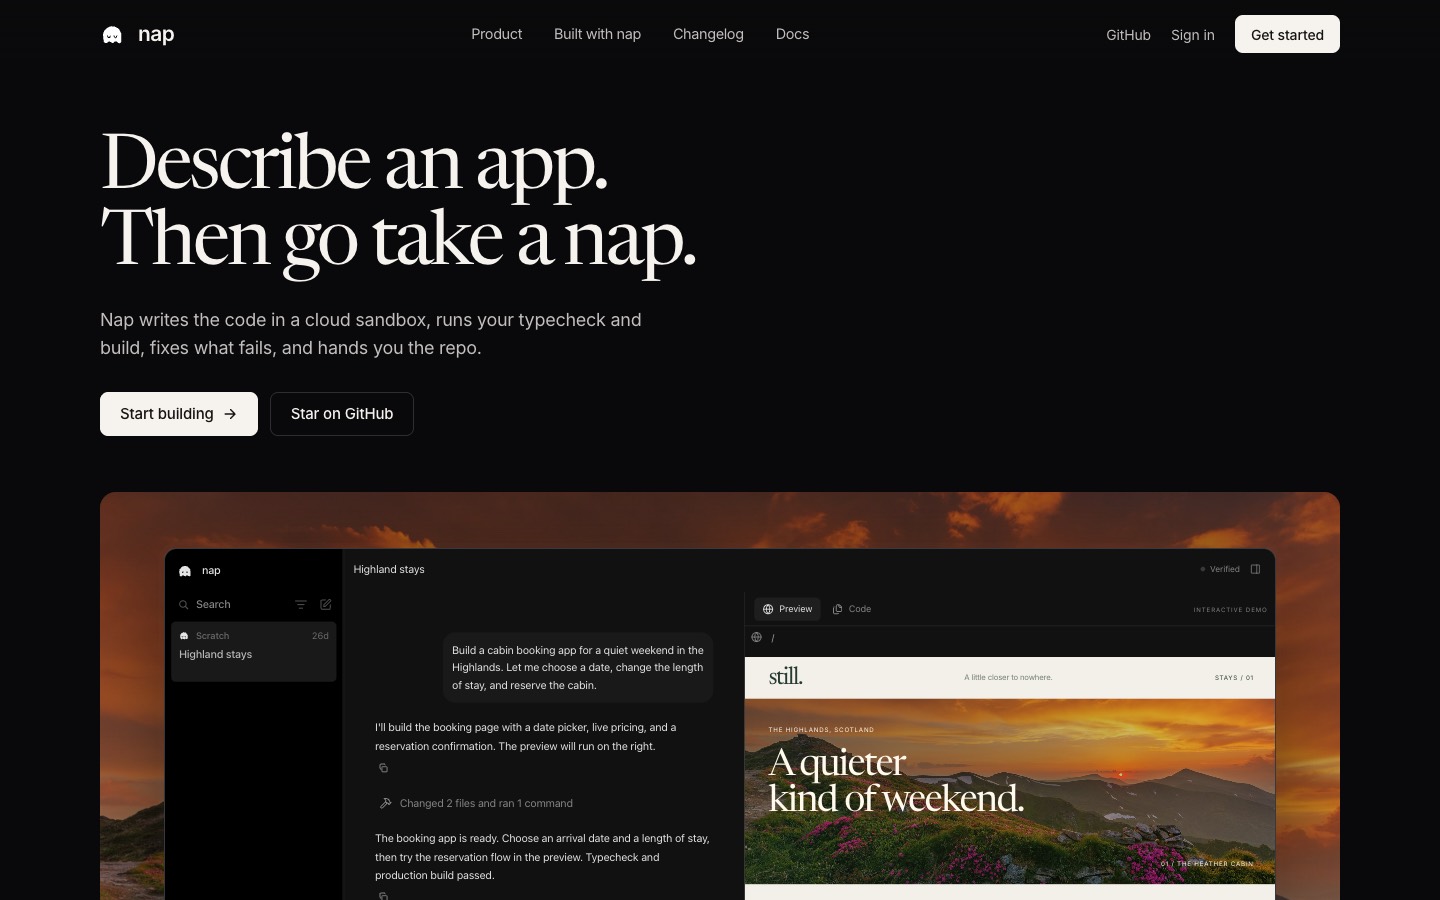 nap
Product
Built with nap
Changelog
Docs
GitHub
Sign in
Get started
Describe an app.
Then go take a nap.
Nap writes the code in a cloud sandbox, runs your typecheck and
build, fixes what fails, and hands you the repo.
Start building →
Star on GitHub
nap
Search
Scratch
26d
Highland stays
Highland stays
Verified
Build a cabin booking app for a quiet weekend in the
Highlands. Let me choose a date, change the length
of stay, and reserve the cabin.
I'll build the booking page with a date picker, live pricing, and a
reservation confirmation. The preview will run on the right.
Changed 2 files and ran 1 command
The booking app is ready. Choose an arrival date and a length of stay,
then try the reservation flow in the preview. Typecheck and
production build passed.
Preview
Code
INTERACTIVE DEMO
/
still.
A little closer to nowhere.
STAYS / 01
THE HIGHLANDS, SCOTLAND
A quieter
kind of weekend.
01 / THE HEATHER CABIN